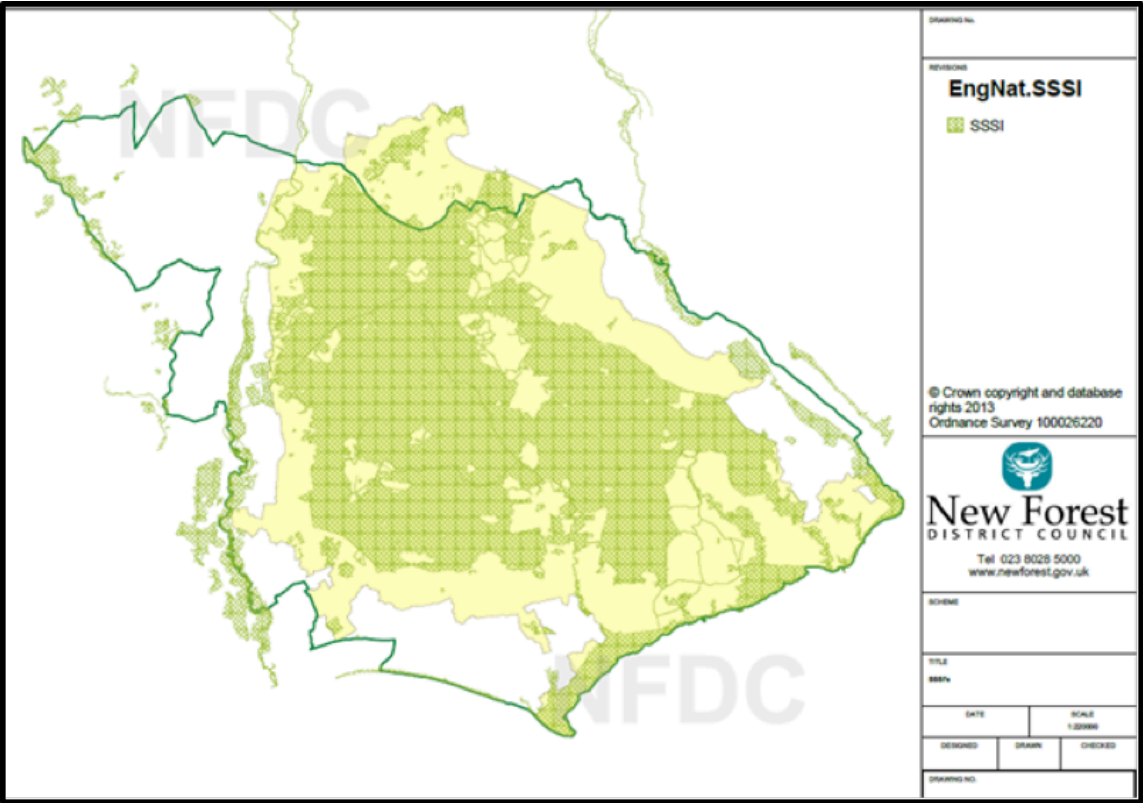 NFDC
NFDC
DRAWING No.
REVISIONS
EngNat.SSSI
SSSI
© Crown copyright and database
rights 2013
Ordnance Survey 100026220
New Forest
DISTRICT COUNCIL
Tel 023 8028 5000
www.newforest.gov.uk
SCHEME
TITLE
SSSI's
DATE
SCALE
DESIGNED
DRAWN
CHECKED
DRAWING NO.